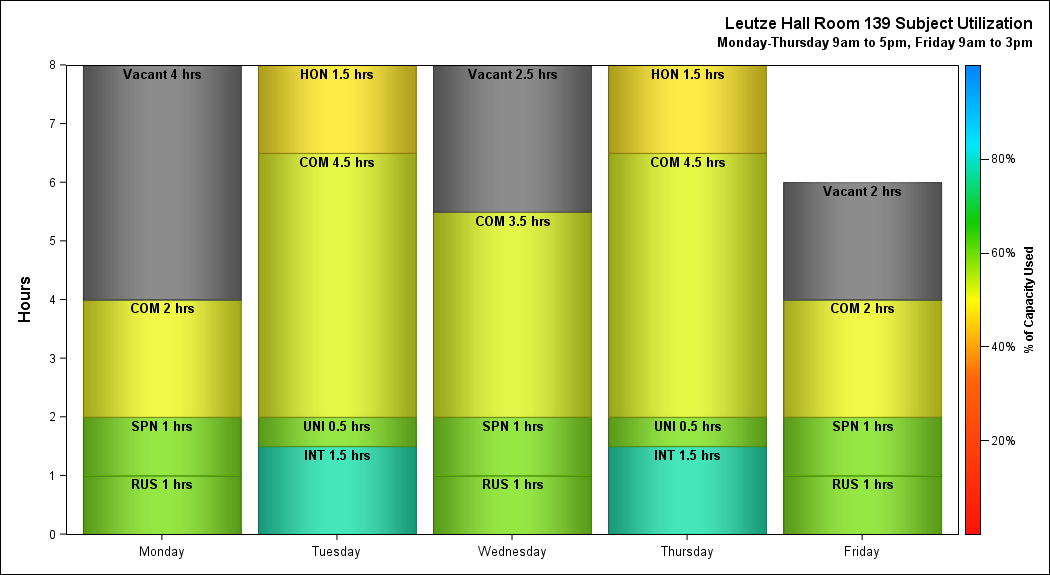 Leutze Hall Room 139 Subject Utilization
Monday-Thursday 9am to 5pm, Friday 9am to 3pm
Hours
8
7
6
5
4
3
2
1
0
Vacant 4 hrs
COM 2 hrs
SPN 1 hrs
RUS 1 hrs
HON 1.5 hrs
COM 4.5 hrs
UNI 0.5 hrs
INT 1.5 hrs
Vacant 2.5 hrs
COM 3.5 hrs
SPN 1 hrs
RUS 1 hrs
HON 1.5 hrs
COM 4.5 hrs
UNI 0.5 hrs
INT 1.5 hrs
Vacant 2 hrs
COM 2 hrs
SPN 1 hrs
RUS 1 hrs
Monday
Tuesday
Wednesday
Thursday
Friday
80%
60%
40%
20%
% of Capacity Used